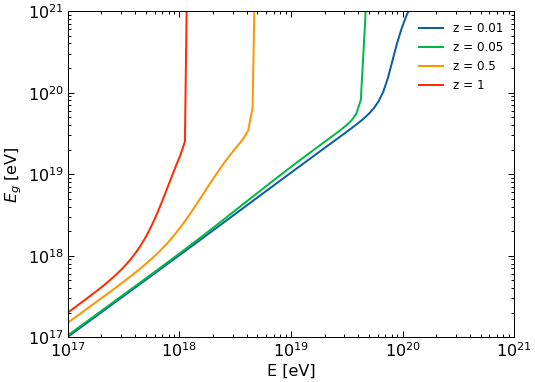 10^21
10^20
10^19
10^18
10^17
E_g [eV]
z = 0.01
z = 0.05
z = 0.5
z = 1
10^17 10^18 10^19 10^20 10^21
E [eV]